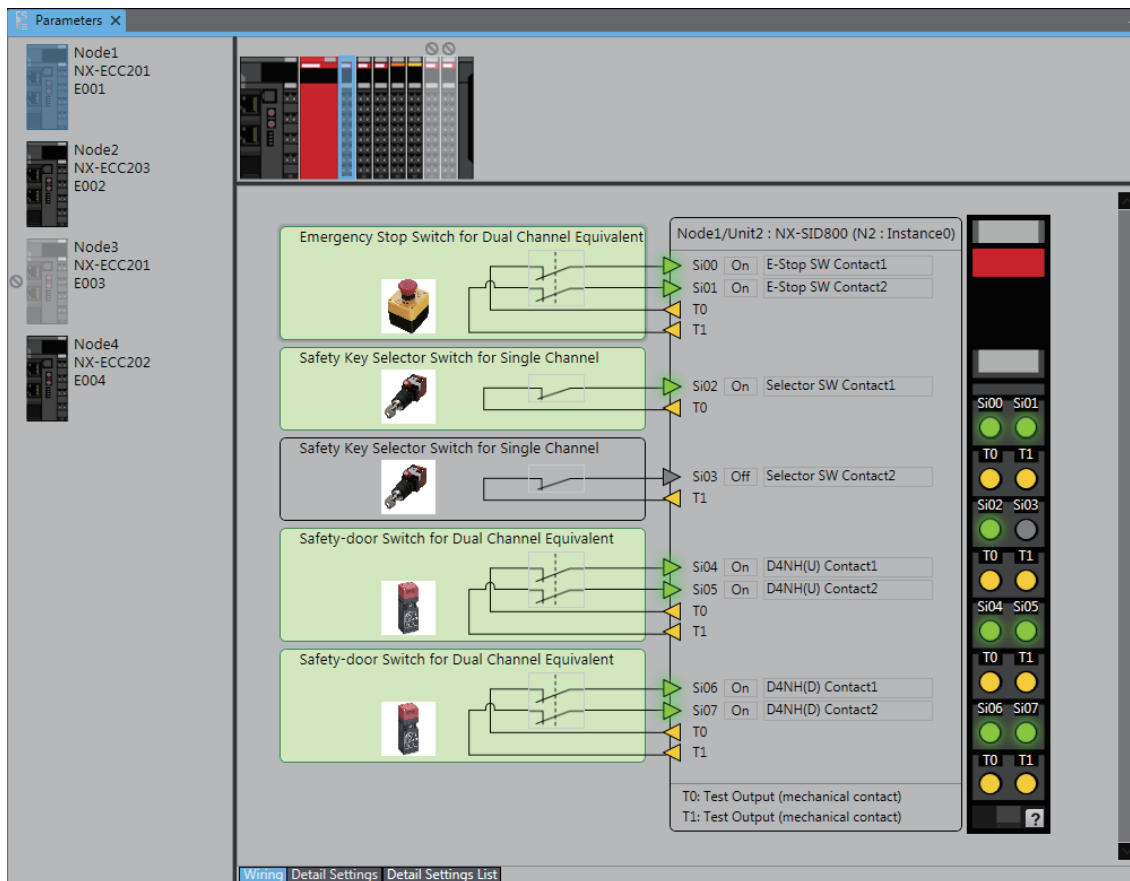 Parameters X
Node1
NX-ECC201
E001
Node2
NX-ECC203
E002
Node3
NX-ECC201
E003
Node4
NX-ECC202
E004
Emergency Stop Switch for Dual Channel Equivalent
Node1/Unit2 : NX-SID800 (N2 : Instance0)
Si00 On E-Stop SW Contact1
Si01 On E-Stop SW Contact2
T0
T1
Safety Key Selector Switch for Single Channel
Si02 On Selector SW Contact1
T0
Safety Key Selector Switch for Single Channel
Si03 Off Selector SW Contact2
T1
Safety-door Switch for Dual Channel Equivalent
Si04 On D4NH(U) Contact1
Si05 On D4NH(U) Contact2
T0
T1
Safety-door Switch for Dual Channel Equivalent
Si06 On D4NH(D) Contact1
Si07 On D4NH(D) Contact2
T0
T1
T0: Test Output (mechanical contact)
T1: Test Output (mechanical contact)
Si00 Si01
T0 T1
Si02 Si03
T0 T1
Si04 Si05
T0 T1
Si06 Si07
T0 T1
?
Wiring Detail Settings Detail Settings List